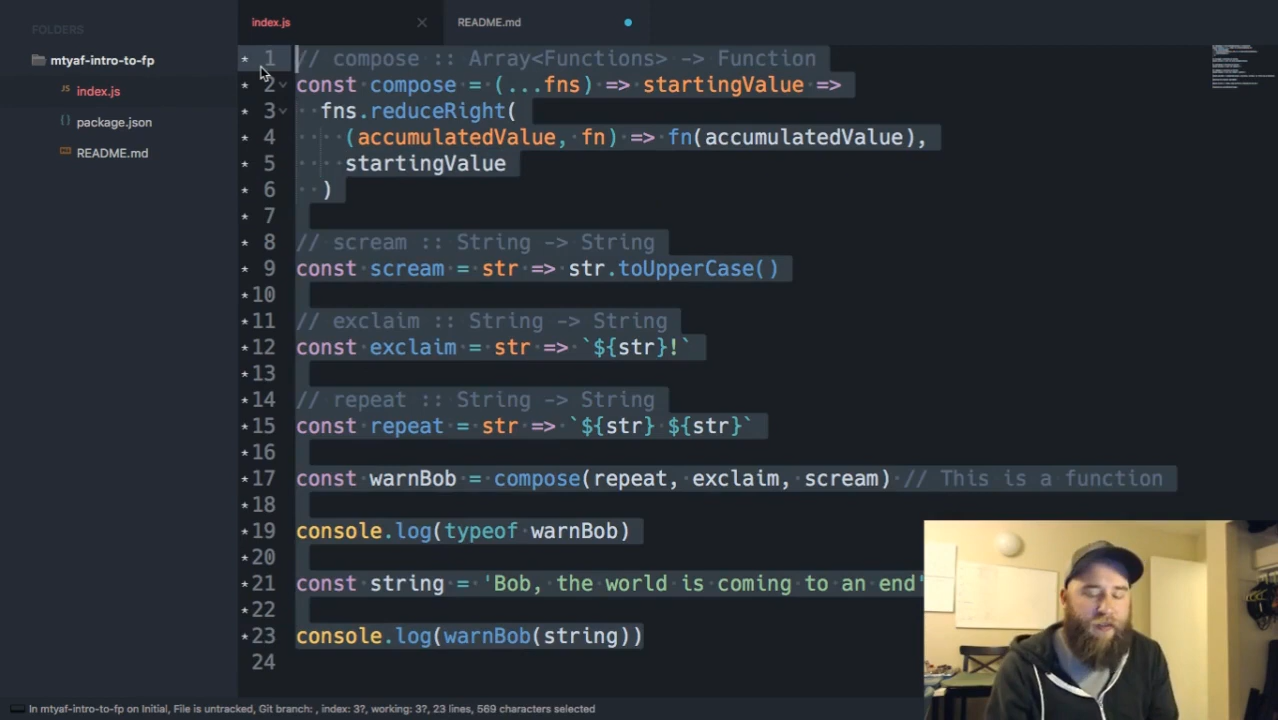 FOLDERS
mtyaf-intro-to-fp
index.js
package.json
README.md
index.js
README.md
1 // compose :: Array<Functions> -> Function
2 const compose = (...fns) => startingValue =>
3 fns.reduceRight(
4 (accumulatedValue, fn) => fn(accumulatedValue),
5 startingValue
6 )
7
8 // scream :: String -> String
9 const scream = str => str.toUpperCase()
10
11 // exclaim :: String -> String
12 const exclaim = str => `${str}!`
13
14 // repeat :: String -> String
15 const repeat = str => `${str} ${str}`
16
17 const warnBob = compose(repeat, exclaim, scream) // This is a function
18
19 console.log(typeof warnBob)
20
21 const string = 'Bob, the world is coming to an end'
22
23 console.log(warnBob(string))
24
In mtyaf-intro-to-fp on Initial, File is untracked, Git branch: , index: 3?, working: 3?, 23 lines, 569 characters selected